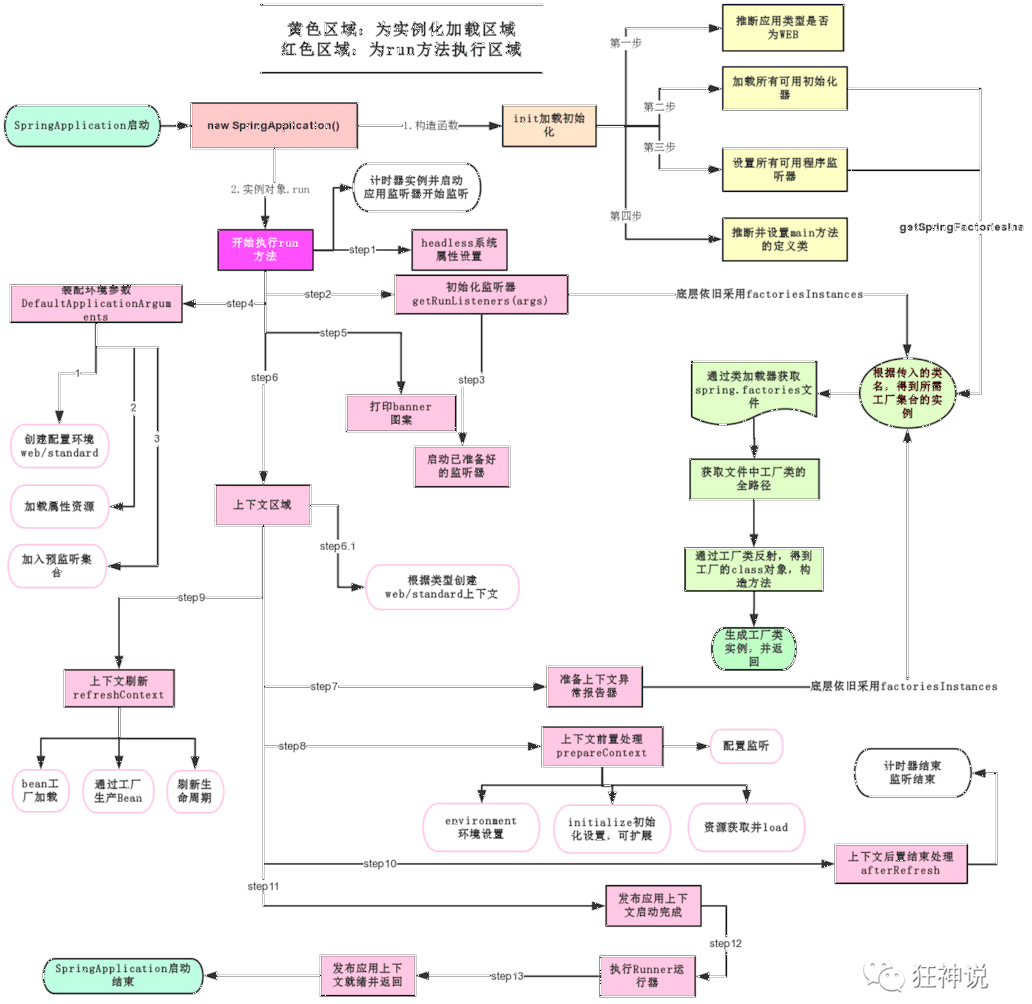 黄色区域：为实例化加载区域
红色区域：为run方法执行区域
SpringApplication启动
new SpringApplication()
1.构造函数
init加载初始
化
第一步
推断应用类型是否
为WEB
第二步
加载所有可用初始化
器
第三步
设置所有可用程序监
听器
第四步
推断并设置main方法
的定义类
getSpringFactoriesIns
2.实例对象.run
计时器实例并启动
应用监听器开始监听
开始执行run
方法
step1
headless系统
属性设置
step2
初始化监听器
getRunListeners(args)
底层依旧采用factoriesInstances
step4
装配环境参数
DefaultApplicationArgum
ents
step5
step6
step3
1
2
3
打印banner
图案
启动已准备好
的监听器
创建配置环境
web/standard
加载属性资源
加入预监听集
合
根据传入的类
名，得到所需
工厂集合的实
例
通过类加载器获取
spring.factories文
件
获取文件中工厂类的
全路径
通过工厂类反射，得到
工厂的class对象，构
造方法
生成工厂类
实例，并返
回
上下文区域
step6.1
根据类型创建
web/standard上下文
step9
上下文刷新
refreshContext
bean工
厂加载
通过工厂
生产Bean
刷新生
命周期
step7
准备上下文异
常报告器
底层依旧采用factoriesInstances
step8
上下文前置处理
prepareContext
配置监听
environment
环境设置
initialize初始
化设置，可扩展
资源获取并load
计时器结束
监听结束
step10
上下文后置结束处理
afterRefresh
step11
发布应用上下
文启动完成
step12
执行Runner运
行器
step13
发布应用上下
文就绪并返回
SpringApplication启动
结束
狂神说